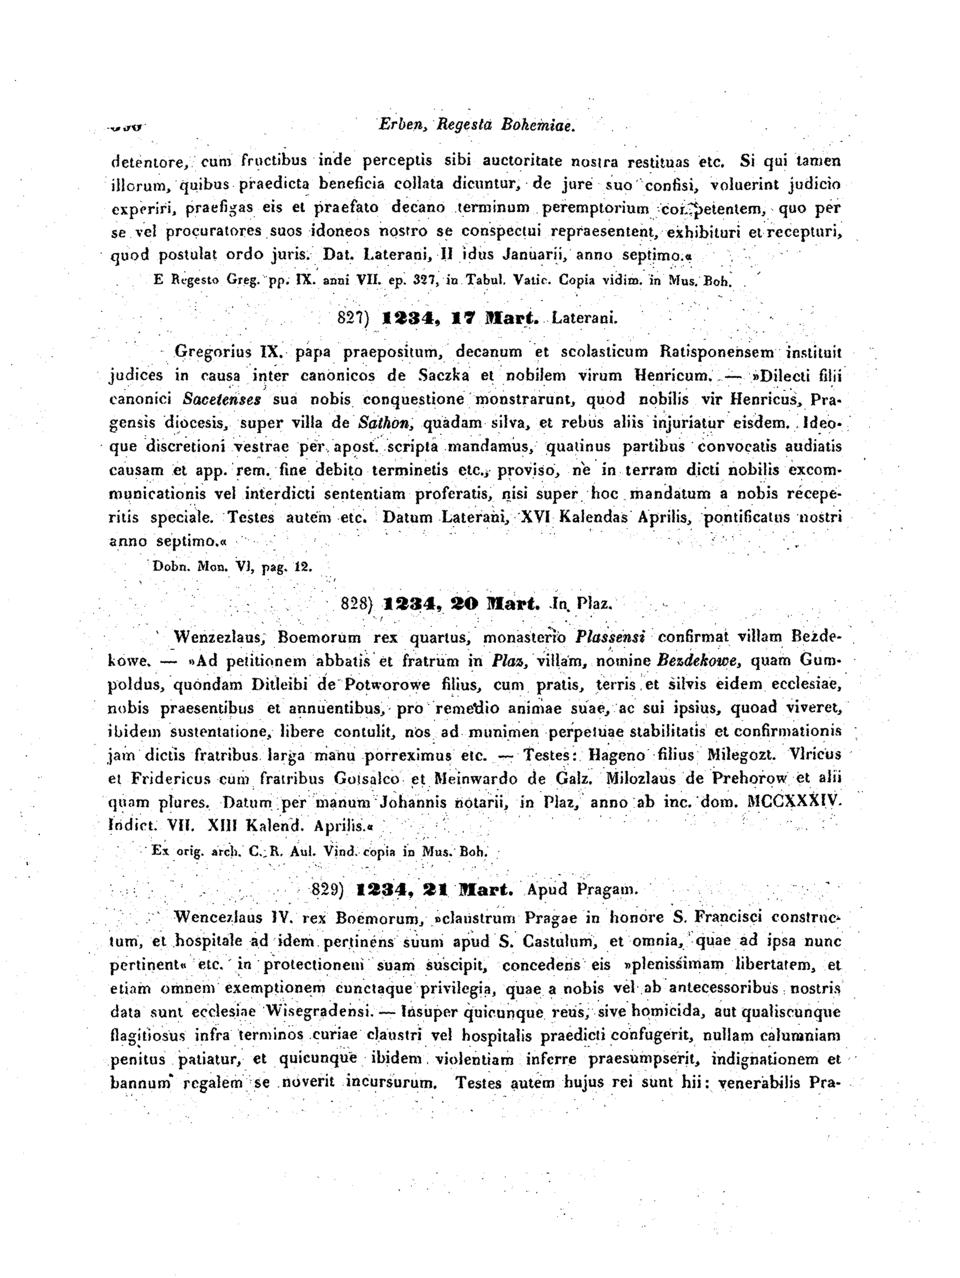 Erben, Regesta Bohemiae.
detentore, cum fructibus inde perceptis sibi auctoritate nostra restituas etc. Si qui tamen
illorum, quibus praedicta beneficia collata dicuntur, de jure suo confisi, voluerint judicio
experiri, praefigas eis et praefato decano terminum peremptorium competentem, quo per
se vel procuratores suos idoneos nostro se conspectui repraesentent, exhibituri et recepturi,
quod postulat ordo juris. Dat. Laterani, II idus Januarii, anno septimo.«
E Regesto Greg. pp. IX. anni VII. ep. 327, in Tabul. Vatic. Copia vidim. in Mus. Boh.
827) 1234, 17 Mart. Laterani.
Gregorius IX. papa praepositum, decanum et scolasticum Ratisponensem instituit
judices in causa inter canonicos de Saczka et nobilem virum Henricum. — »Dilecti filii
canonici Sacetenses sua nobis conquestione monstrarunt, quod nobilis vir Henricus, Pra-
gensis diocesis, super villa de Sathon, quadam silva, et rebus aliis injuriatur eisdem. Ideo-
que discretioni vestrae per apost. scripta mandamus, quatinus partibus convocatis audiatis
causam et app. rem. fine debito terminetis etc., proviso, ne in terram dicti nobilis excom-
municationis vel interdicti sententiam proferatis, nisi super hoc mandatum a nobis recepe-
ritis speciale. Testes autem etc. Datum Laterani, XVI Kalendas Aprilis, pontificatus nostri
anno septimo.«
Dobn. Mon. VI, pag. 12.
828) 1234, 20 Mart. In Plaz.
Wenzezlaus, Boemorum rex quartus, monasterio Plassensi confirmat villam Bezde-
kowe. — »Ad petitionem abbatis et fratrum in Plaz, villam, nomine Bezdekowe, quam Gum-
poldus, quondam Ditleibi de Potworowe filius, cum pratis, terris et silvis eidem ecclesiae,
nobis praesentibus et annuentibus, pro remedio animae suae, ac sui ipsius, quoad viveret,
ibidem sustentatione, libere contulit, nos ad munimen perpetuae stabilitatis et confirmationis
jam dictis fratribus larga manu porreximus etc. — Testes: Hageno filius Milegozt. Vlricus
et Fridericus cum fratribus Gotsalco et Meinwardo de Galz. Milozlaus de Prehorow et alii
quam plures. Datum per manum Johannis notarii, in Plaz, anno ab inc. dom. MCCXXXIV.
Indict. VII. XIII Kalend. Aprilis.«
Ex orig. arch. C. R. Aul. Vind. copia in Mus. Boh.
829) 1234, 21 Mart. Apud Pragam.
Wencezlaus IV. rex Boemorum, »claustrum Pragae in honore S. Francisci construc-
tum, et hospitale ad idem pertinens suum apud S. Castulum, et omnia, quae ad ipsa nunc
pertinent« etc. in protectionem suam suscipit, concedens eis »plenissimam libertatem, et
etiam omnem exemptionem cunctaque privilegia, quae a nobis vel ab antecessoribus nostris
data sunt ecclesiae Wisegradensi. — Insuper quicunque reus, sive homicida, aut qualiscunque
flagitiosus infra terminos curiae claustri vel hospitalis praedicti confugerit, nullam calumniam
penitus patiatur, et quicunque ibidem violentiam inferre praesumpserit, indignationem et
bannum regalem se noverit incursurum. Testes autem hujus rei sunt hii: venerabilis Pra-